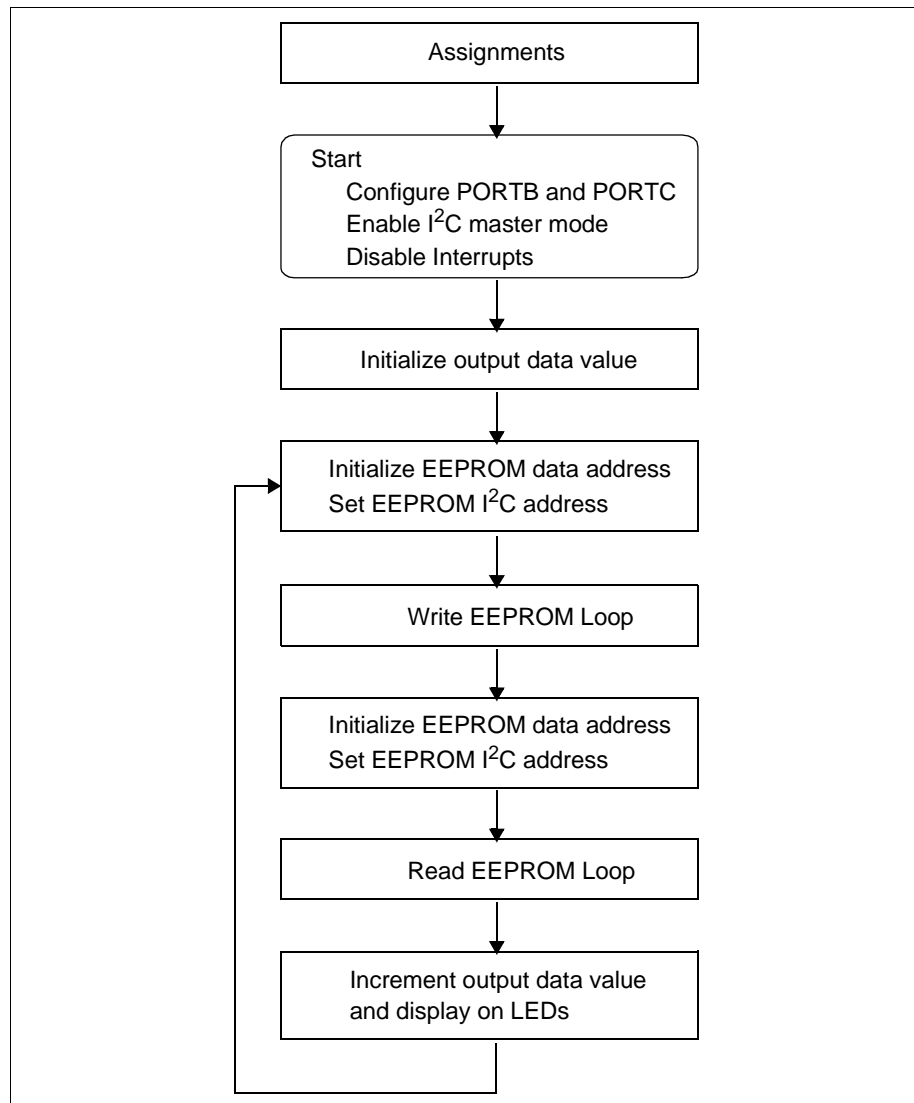 Assignments
Start
Configure PORTB and PORTC
Enable I²C master mode
Disable Interrupts
Initialize output data value
Initialize EEPROM data address
Set EEPROM I²C address
Write EEPROM Loop
Initialize EEPROM data address
Set EEPROM I²C address
Read EEPROM Loop
Increment output data value
and display on LEDs